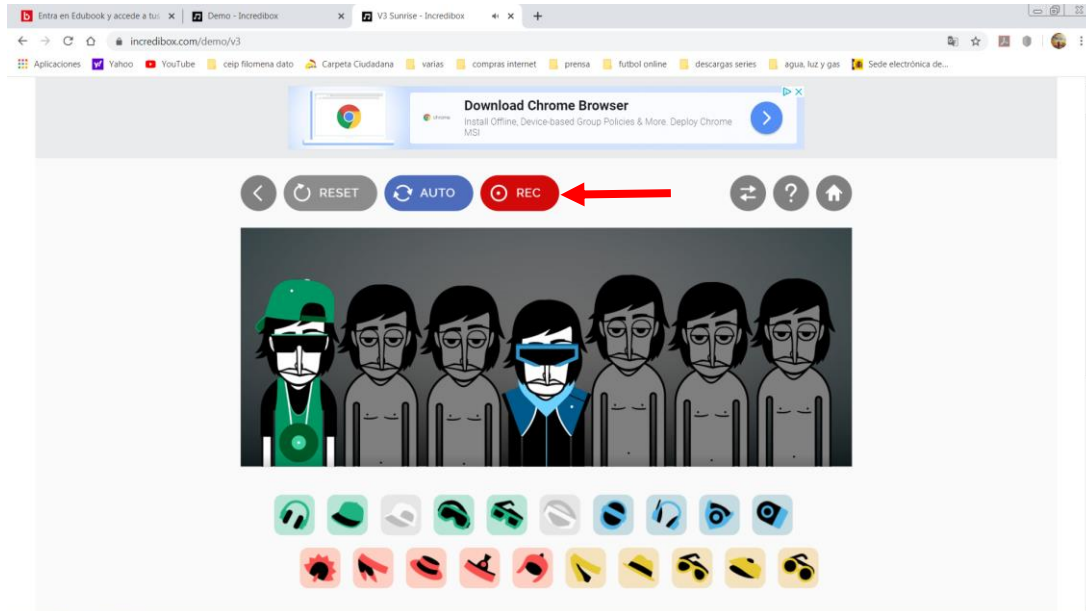 Entra en Edubook y accede a tus
Demo - Incredibox
V3 Sunrise - Incredibox
incredibox.com/demo/v3
Aplicaciones
Yahoo
YouTube
ceip filomena dato
Carpeta Ciudadana
varias
compras internet
prensa
futbol online
descargas series
agua, luz y gas
Sede electrónica de...
chrome
Download Chrome Browser
Install Offline, Device-based Group Policies & More. Deploy Chrome
MSI
RESET
AUTO
REC
?